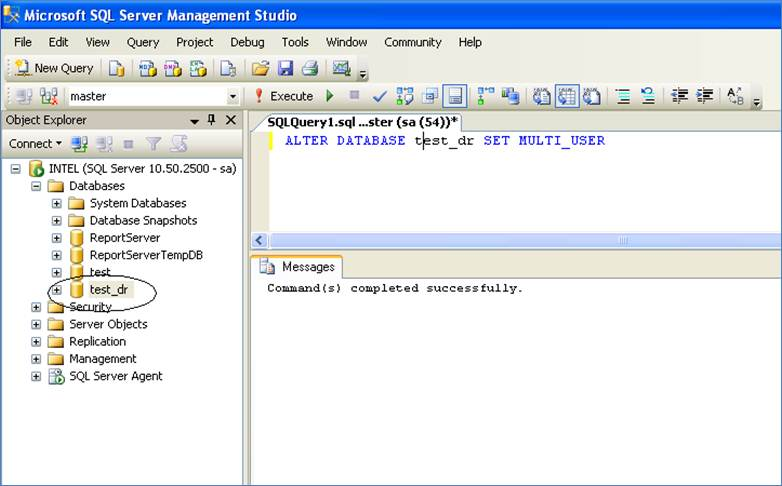 Microsoft SQL Server Management Studio
File Edit View Query Project Debug Tools Window Community Help
New Query
master Execute
Object Explorer
Connect
INTEL (SQL Server 10.50.2500 - sa)
Databases
System Databases
Database Snapshots
ReportServer
ReportServerTempDB
test
test_dr
Security
Server Objects
Replication
Management
SQL Server Agent
SQLQuery1.sql ...ster (sa (54))*
ALTER DATABASE test_dr SET MULTI_USER
Messages
Command(s) completed successfully.